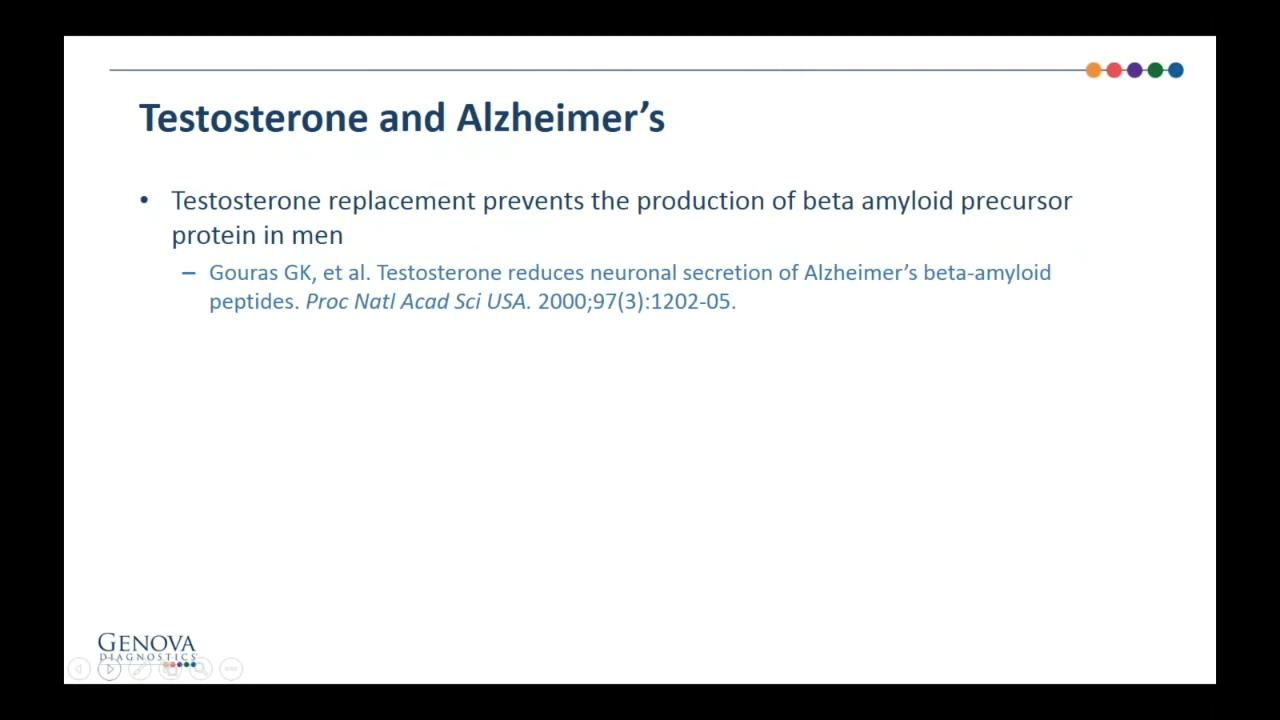 Testosterone and Alzheimer’s
• Testosterone replacement prevents the production of beta amyloid precursor
protein in men
– Gouras GK, et al. Testosterone reduces neuronal secretion of Alzheimer’s beta-amyloid
peptides. Proc Natl Acad Sci USA. 2000;97(3):1202-05.
GENOVA
DIAGNOSTICS